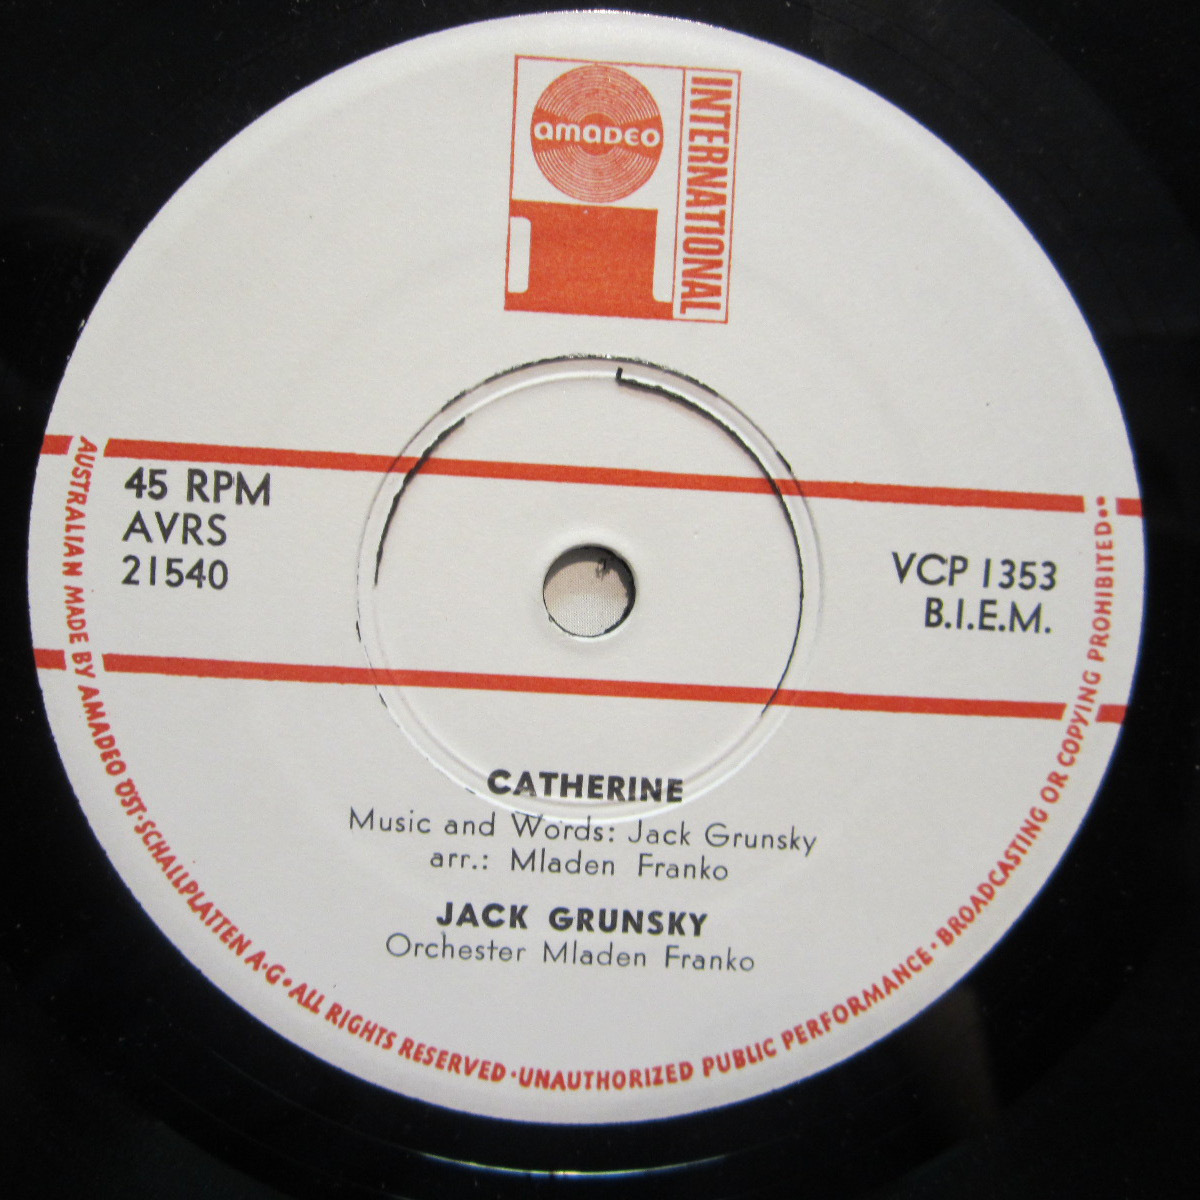 amadeo
INTERNATIONAL
45 RPM
AVRS
21540
VCP 1353
B.I.E.M.
CATHERINE
Music and Words: Jack Grunsky
arr.: Mladen Franko
JACK GRUNSKY
Orchester Mladen Franko
AUSTRALIAN MADE BY AMADEO ÖST·SCHALLPLATTEN A·G•ALL RIGHTS RESERVED·UNAUTHORIZED PUBLIC PERFORMANCE·BROADCASTING OR COPYING PROHIBITED••